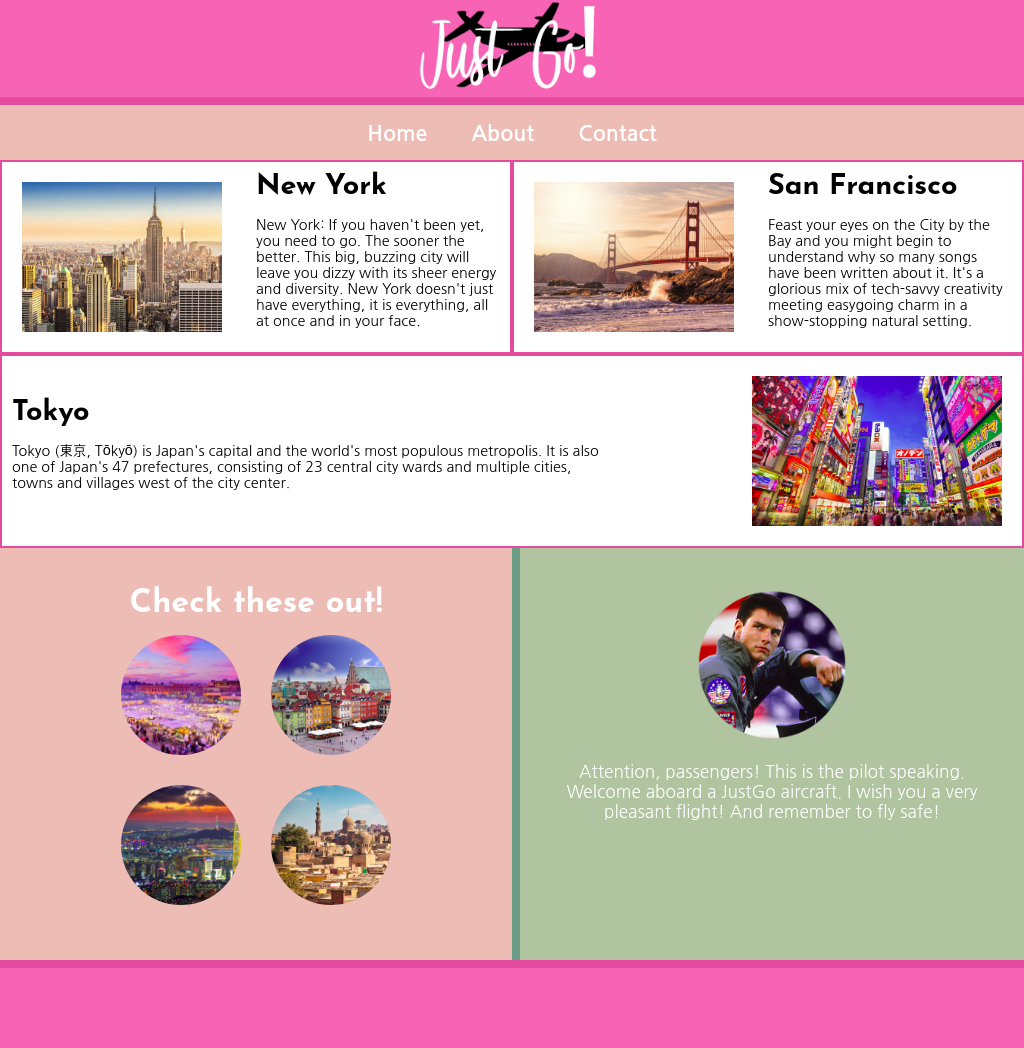 Just Go!
Home About Contact
New York
New York: If you haven't been yet,
you need to go. The sooner the
better. This big, buzzing city will
leave you dizzy with its sheer energy
and diversity. New York doesn't just
have everything, it is everything, all
at once and in your face.
San Francisco
Feast your eyes on the City by the
Bay and you might begin to
understand why so many songs
have been written about it. It's a
glorious mix of tech-savvy creativity
meeting easygoing charm in a
show-stopping natural setting.
Tokyo
Tokyo (東京, Tōkyō) is Japan's capital and the world's most populous metropolis. It is also
one of Japan's 47 prefectures, consisting of 23 central city wards and multiple cities,
towns and villages west of the city center.
オノデン
Check these out!
Attention, passengers! This is the pilot speaking.
Welcome aboard a JustGo aircraft. I wish you a very
pleasant flight! And remember to fly safe!